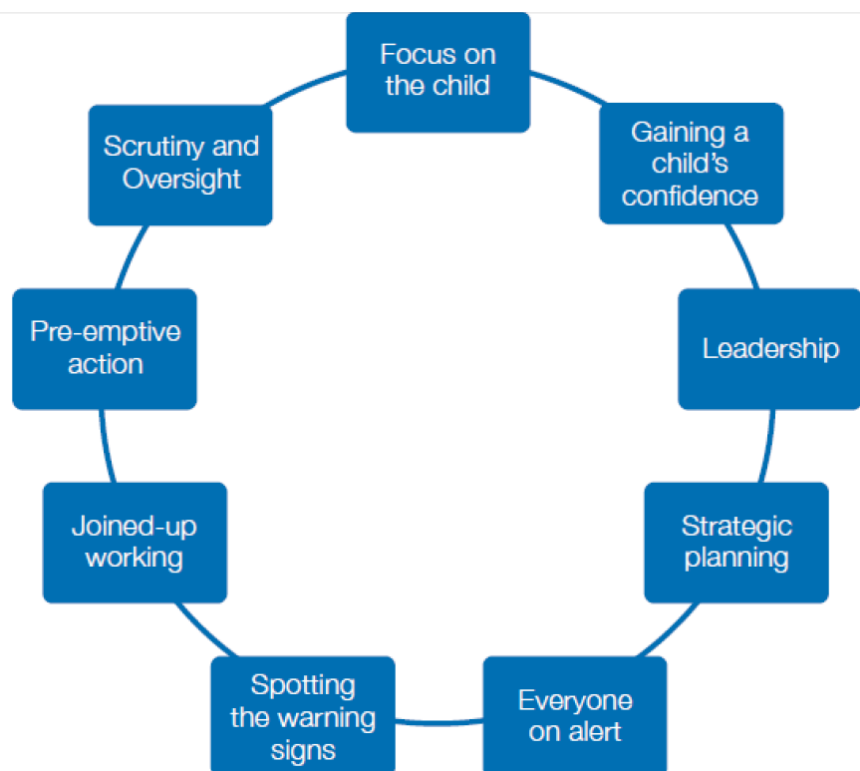 Focus on
the child
Gaining a
child's
confidence
Leadership
Strategic
planning
Everyone
on alert
Spotting
the warning
signs
Joined-up
working
Pre-emptive
action
Scrutiny and
Oversight